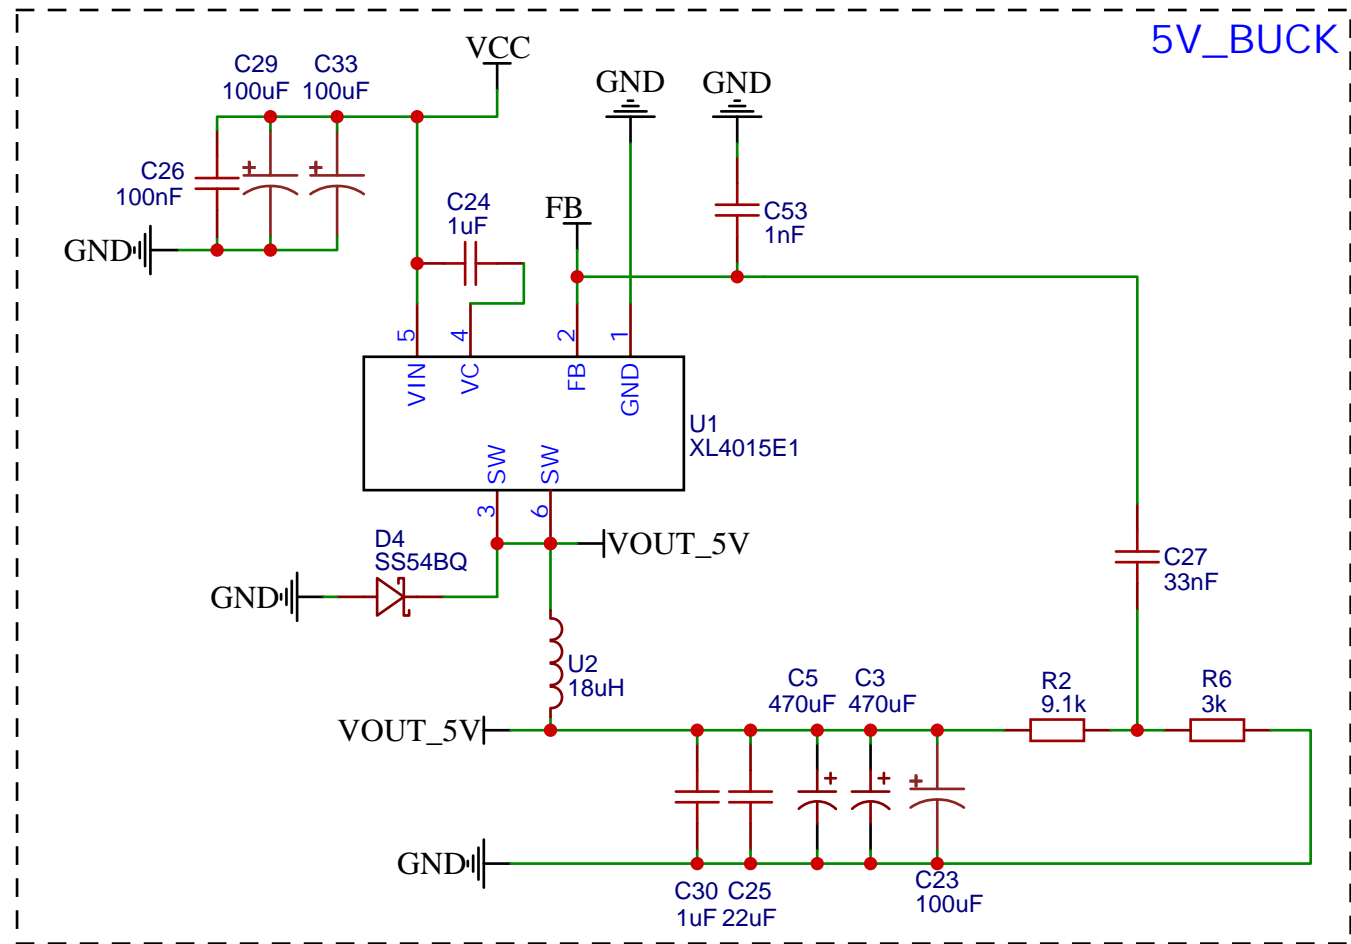 5V_BUCK
VCC
C29
100uF
C33
100uF
GND
GND
C26
100nF
C24
1uF
FB
C53
1nF
GND
5
4
2
1
VIN
VC
FB
GND
U1
XL4015E1
SW
SW
3
6
D4
SS54BQ
VOUT_5V
GND
C27
33nF
U2
18uH
C5
470uF
C3
470uF
R2
9.1k
R6
3k
VOUT_5V
GND
C30
1uF
C25
22uF
C23
100uF